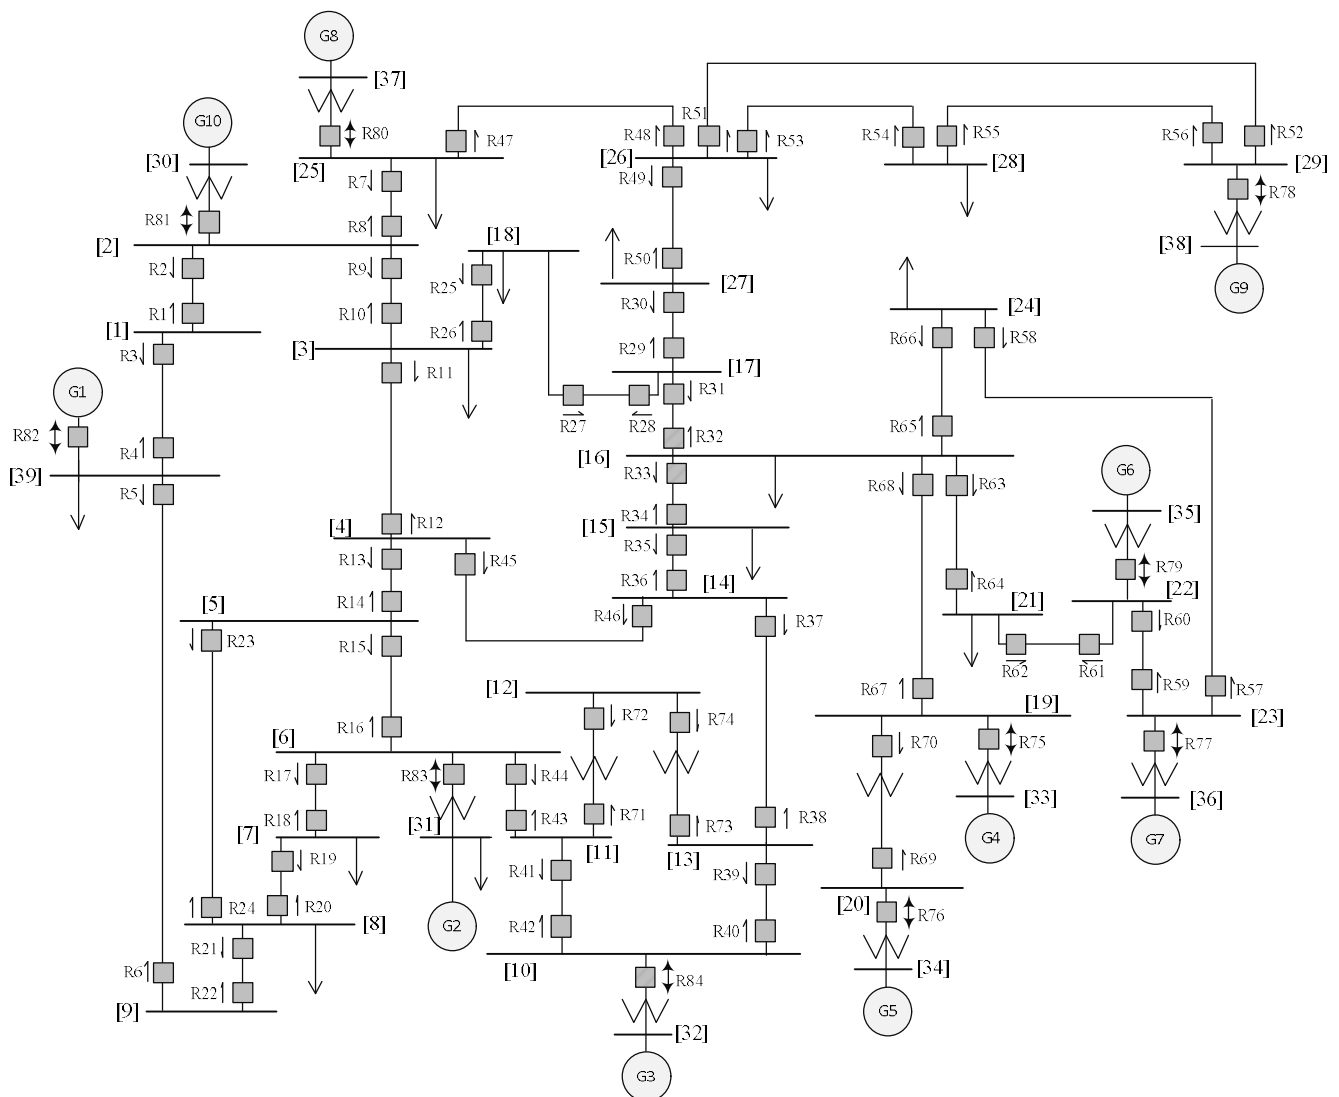 G8
[37]
G10
R51
R80
R47
R48
R53
R54
R55
R56
R52
[30]
[25]
[26]
[28]
[29]
R7
R49
R78
R81
R8
[18]
[2]
[38]
R2
R9
R25
R50
[27]
G9
R30
[24]
R1
R10
R26
R66
R58
[1]
[3]
R29
R3
R11
[17]
G1
R31
R27
R28
R82
R32
R65
R4
[16]
[39]
G6
R5
R33
R68
R63
[35]
R34
R12
[4]
[15]
R13
R45
R35
R79
R36
R64
[14]
[22]
R14
[5]
[21]
R46
R37
R60
R23
R15
R62
R61
R67
R59
R57
[12]
R16
R72
R74
[19]
[23]
[6]
R70
R75
R77
R17
R83
R44
[33]
[36]
R18
R43
R71
R73
R38
[7]
[31]
G4
G7
[11]
[13]
R19
R69
R41
R39
R24
R20
[20]
R76
[8]
G2
R42
R40
R21
[10]
[34]
R6
R84
R22
[9]
G5
[32]
G3